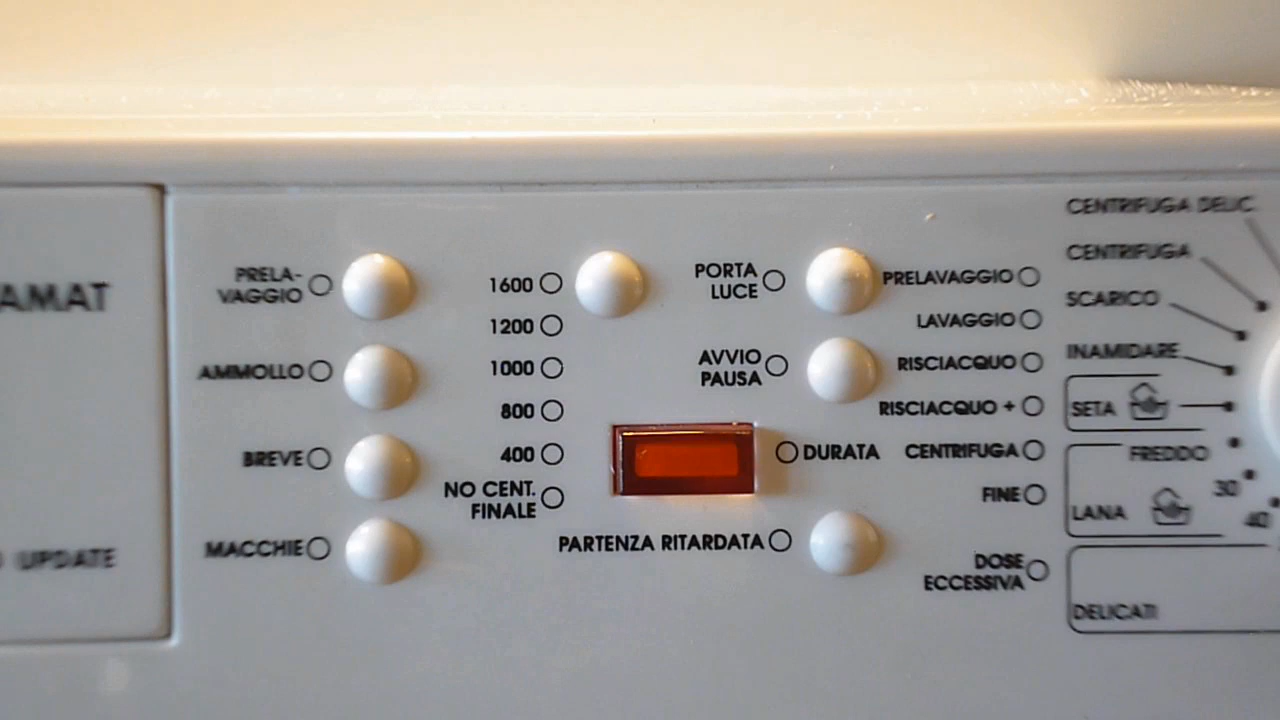 AMAT
UPDATE
PRELA-
VAGGIO
AMMOLLO
BREVE
MACCHIE
1600
1200
1000
800
400
NO CENT.
FINALE
PORTA
LUCE
AVVIO
PAUSA
DURATA
PARTENZA RITARDATA
PRELAVAGGIO
LAVAGGIO
RISCIACQUO
RISCIACQUO +
CENTRIFUGA
FINE
DOSE
ECCESSIVA
CENTRIFUGA DELIC
CENTRIFUGA
SCARICO
INAMIDARE
SETA
FREDDO
30
LANA
40
DELICATI